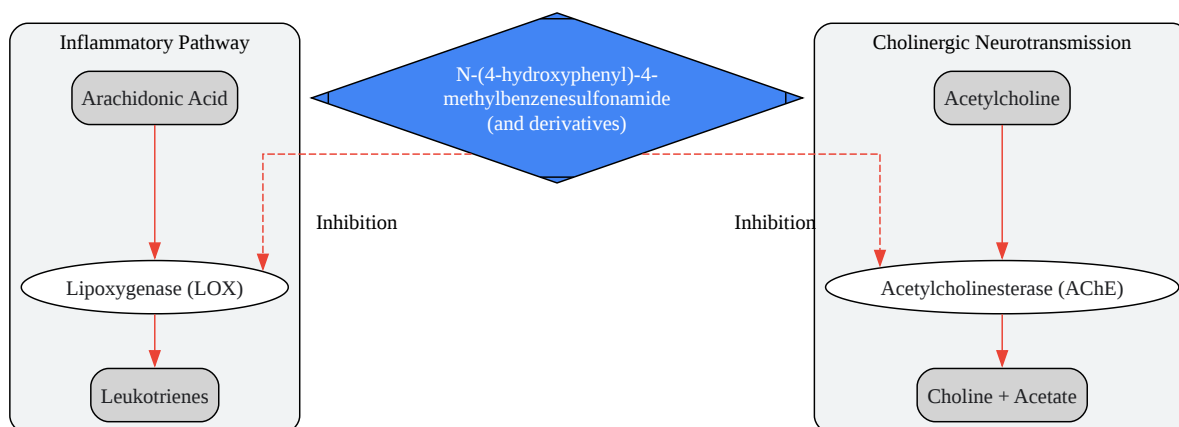 Inflammatory Pathway
Arachidonic Acid
Lipoxygenase (LOX)
Leukotrienes
N-(4-hydroxyphenyl)-4-
methylbenzenesulfonamide
(and derivatives)
Inhibition
Inhibition
Cholinergic Neurotransmission
Acetylcholine
Acetylcholinesterase (AChE)
Choline + Acetate